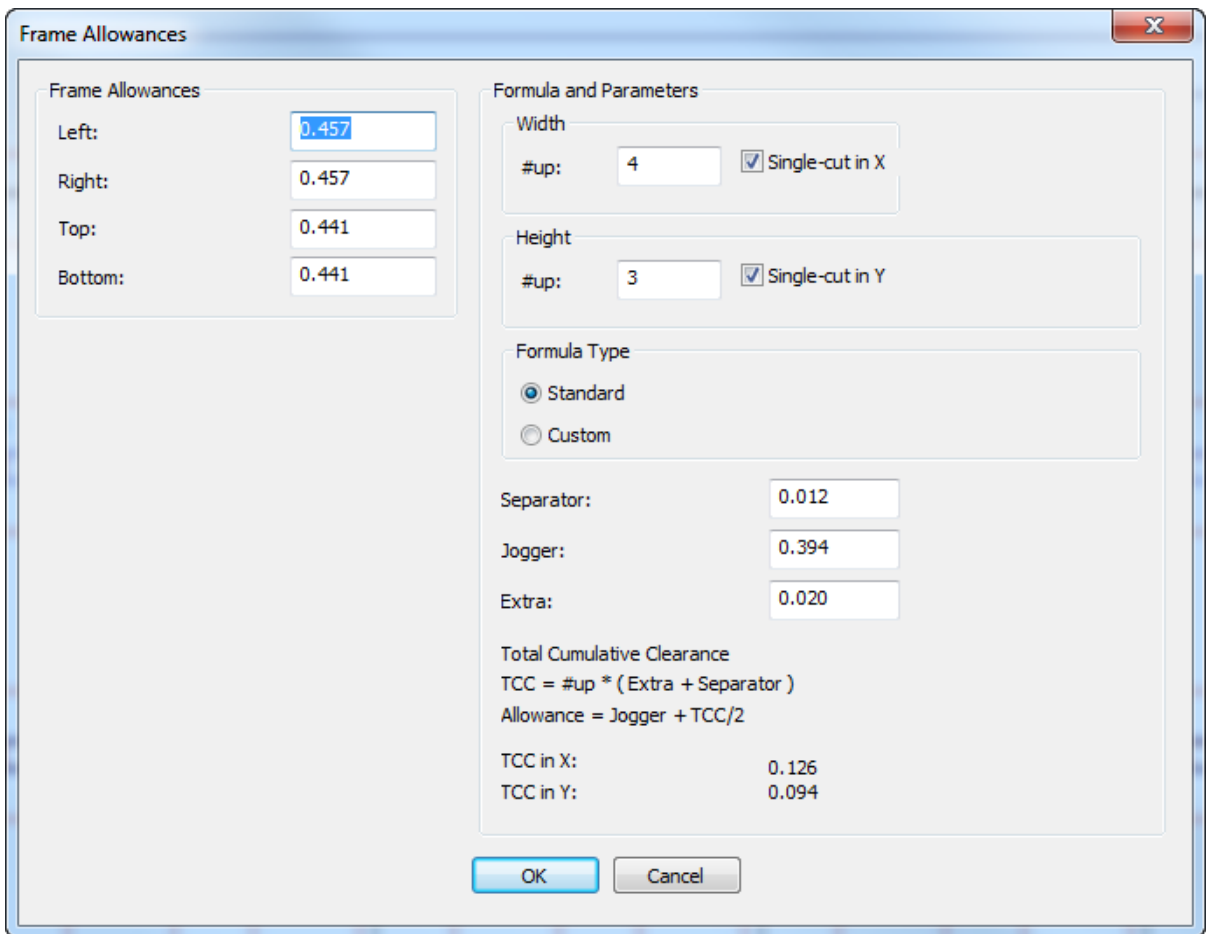 Frame Allowances
Frame Allowances
Left: 0.457
Right: 0.457
Top: 0.441
Bottom: 0.441
Formula and Parameters
Width
#up: 4 Single-cut in X
Height
#up: 3 Single-cut in Y
Formula Type
Standard
Custom
Separator: 0.012
Jogger: 0.394
Extra: 0.020
Total Cumulative Clearance
TCC = #up * ( Extra + Separator )
Allowance = Jogger + TCC/2
TCC in X: 0.126
TCC in Y: 0.094
OK Cancel